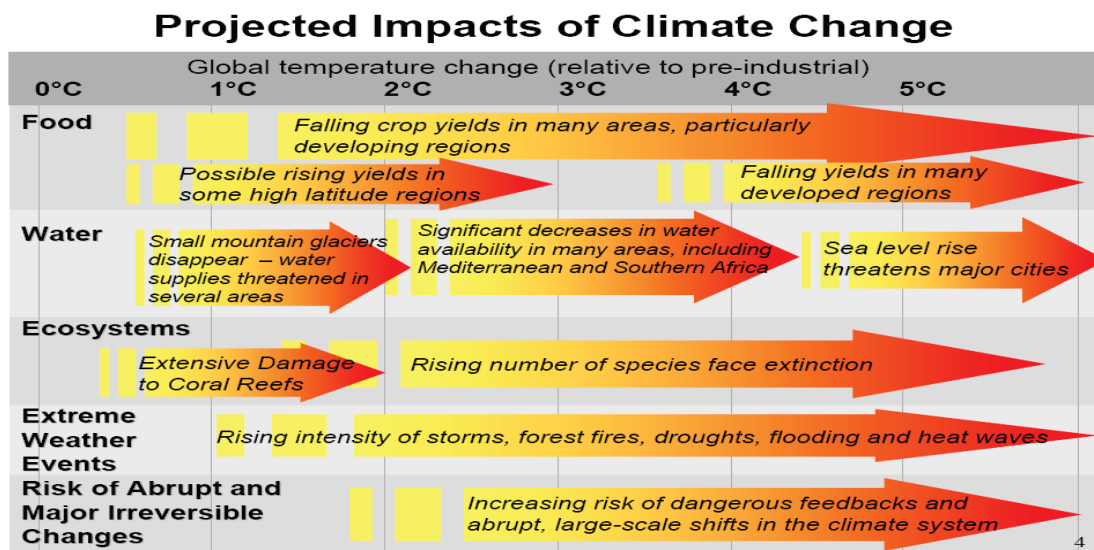 Projected Impacts of Climate Change
Global temperature change (relative to pre-industrial)
0°C 1°C 2°C 3°C 4°C 5°C
Food
Falling crop yields in many areas, particularly
developing regions
Possible rising yields in
some high latitude regions
Falling yields in many
developed regions
Water
Small mountain glaciers
disappear – water
supplies threatened in
several areas
Significant decreases in water
availability in many areas, including
Mediterranean and Southern Africa
Sea level rise
threatens major cities
Ecosystems
Extensive Damage
to Coral Reefs
Rising number of species face extinction
Extreme
Weather
Events
Rising intensity of storms, forest fires, droughts, flooding and heat waves
Risk of Abrupt and
Major Irreversible
Changes
Increasing risk of dangerous feedbacks and
abrupt, large-scale shifts in the climate system
4